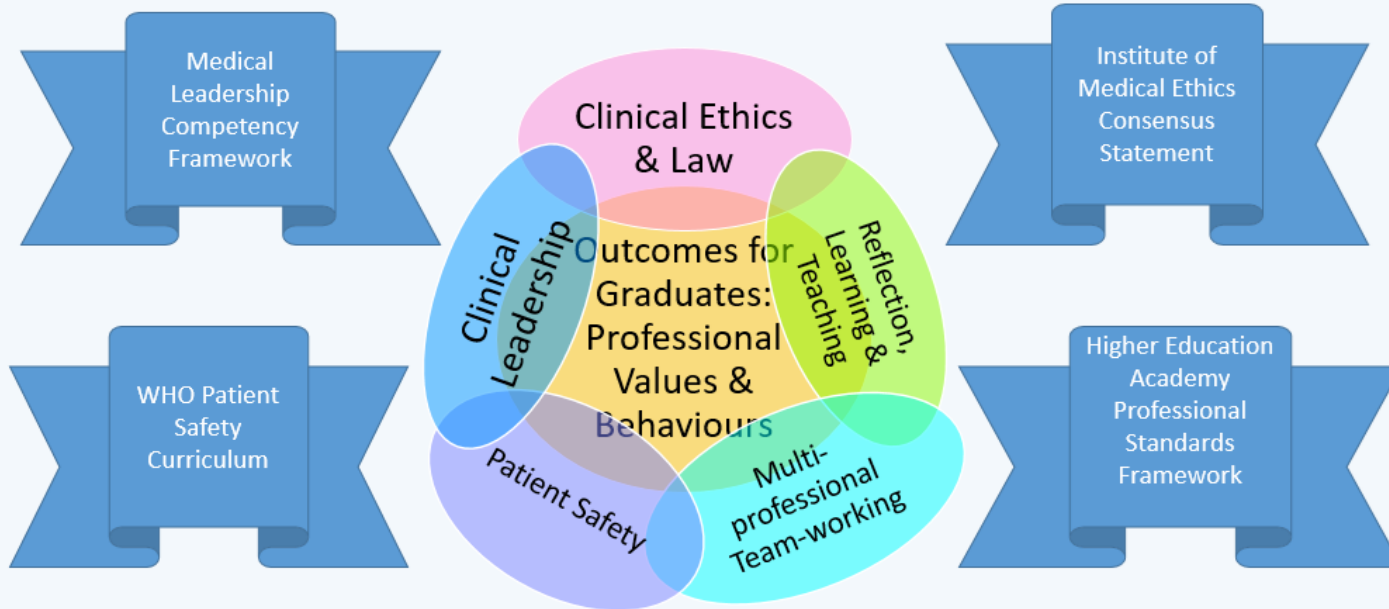 Medical
Leadership
Competency
Framework
Institute of
Medical Ethics
Consensus
Statement
Clinical Ethics
& Law
Clinical
Leadership
Outcomes for
Graduates:
Professional
Values &
Behaviours
Reflection,
Learning &
Teaching
WHO Patient
Safety
Curriculum
Patient Safety
Multi-
professional
Team-working
Higher Education
Academy
Professional
Standards
Framework